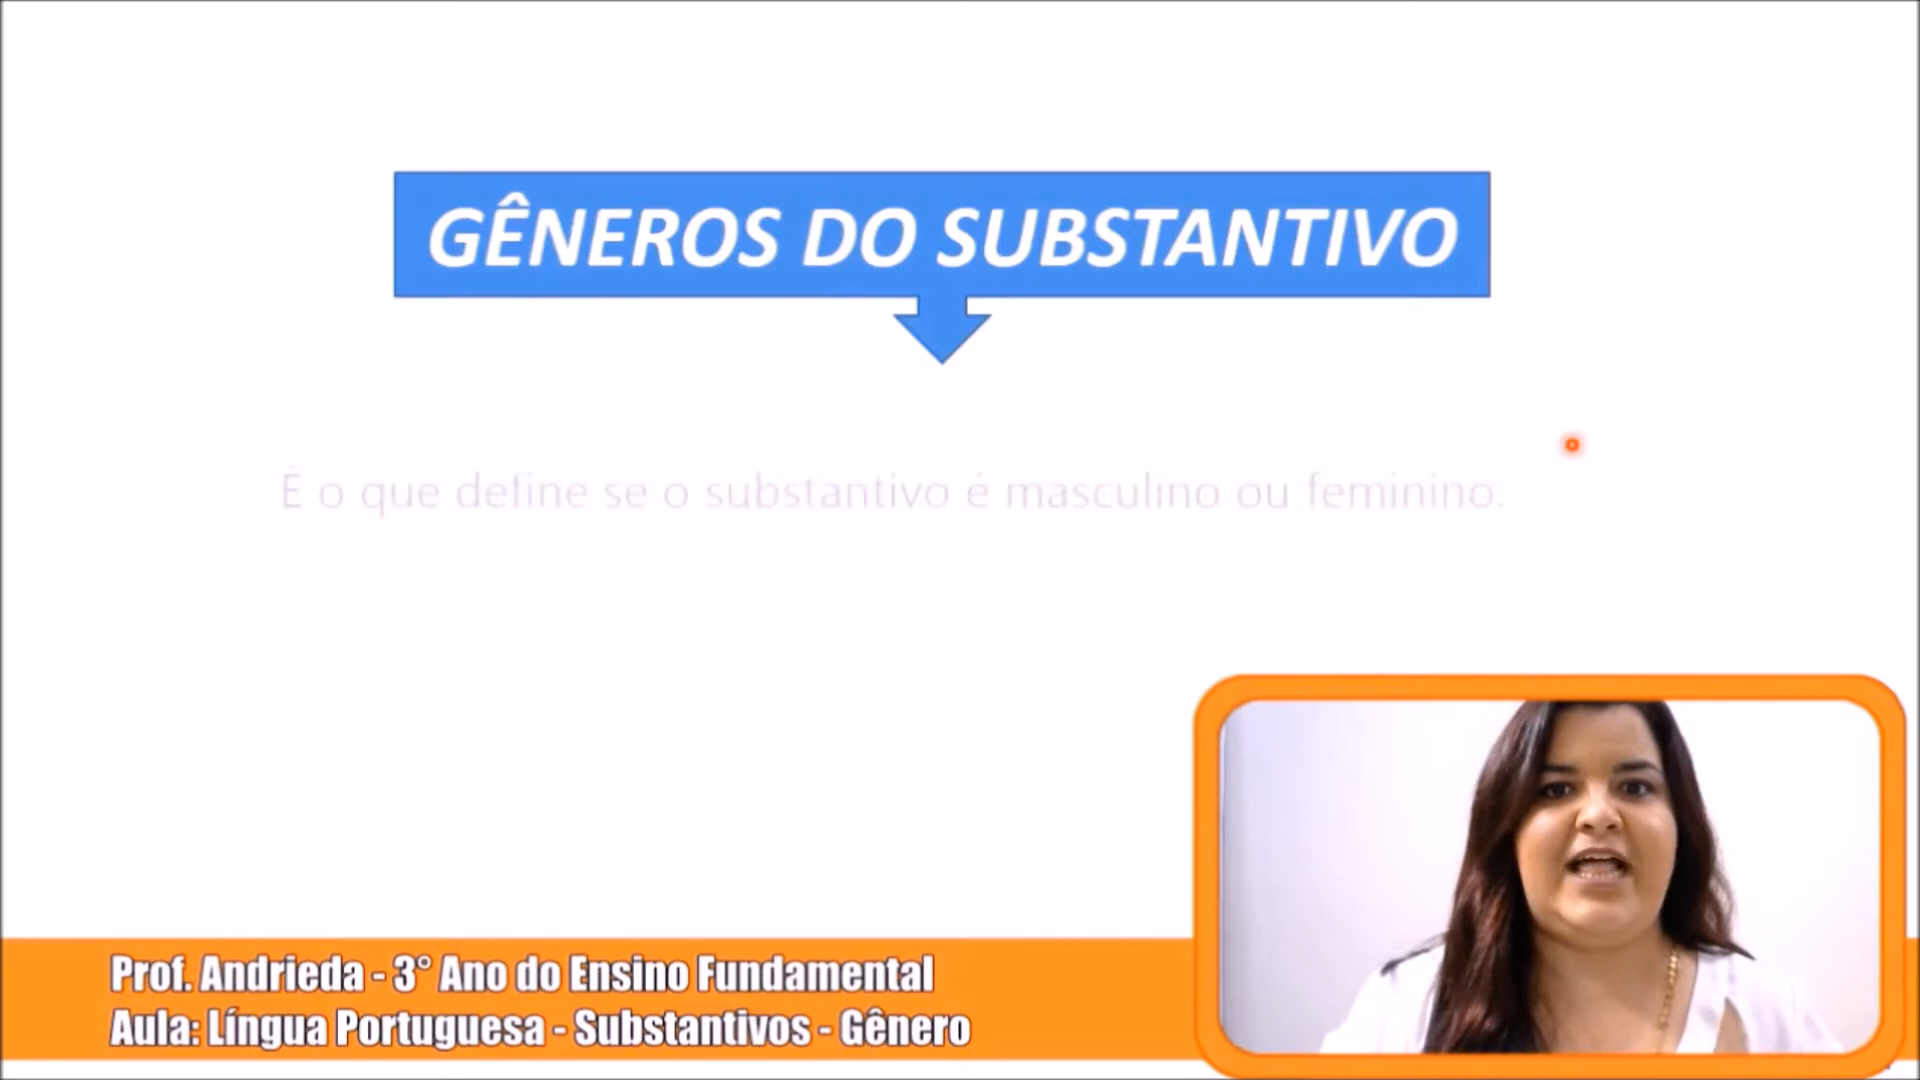 GÊNEROS DO SUBSTANTIVO
É o que define se o substantivo é masculino ou feminino.
Prof. Andrieda - 3° Ano do Ensino Fundamental
Aula: Língua Portuguesa - Substantivos - Gênero